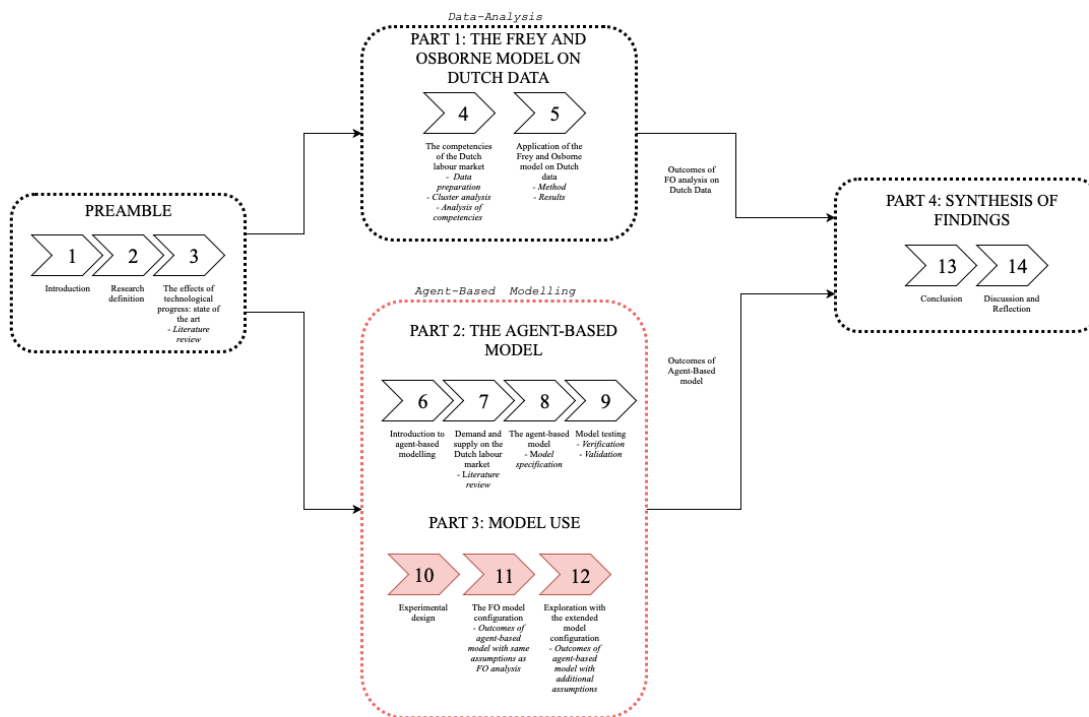 Data-Analysis
PART 1: THE FREY AND
OSBORNE MODEL ON
DUTCH DATA
4
5
The competencies
of the Dutch
labour market
- Data
preparation
- Cluster analysis
- Analysis of
competencies
Application of the
Frey and Osborne
model on Dutch
data
- Method
- Results
PREAMBLE
1
2
3
Introduction
Research
definition
The effects of
technological
progress: state of
the art
- Literature
review
Outcomes
of FO analysis on
Dutch Data
PART 4: SYNTHESIS OF
FINDINGS
13
14
Conclusion
Discussion and
Reflection
Agent-Based Modelling
PART 2: THE AGENT-BASED
MODEL
6
7
8
9
Introduction to
agent-based
modelling
Demand and
supply on the
Dutch labour
market
- Literature
review
The agent-based
model
- Model
specification
Model testing
- Verification
- Validation
Outcomes of
Agent-Based
model
PART 3: MODEL USE
10
11
12
Experimental
design
The FO model
configuration
- Outcomes of
agent-based
model with same
assumptions as
FO analysis
Exploration with
the extended
model
configuration
- Outcomes of
agent-based
model with
additional
assumptions